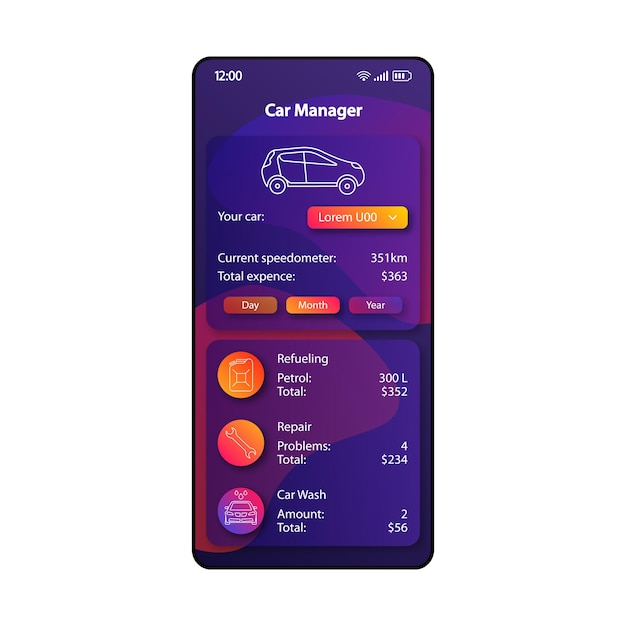 12:00
Car Manager
Your car: Lorem U00
Current speedometer: 351km
Total expence: $363
Day Month Year
Refueling
Petrol: 300 L
Total: $352
Repair
Problems: 4
Total: $234
Car Wash
Amount: 2
Total: $56